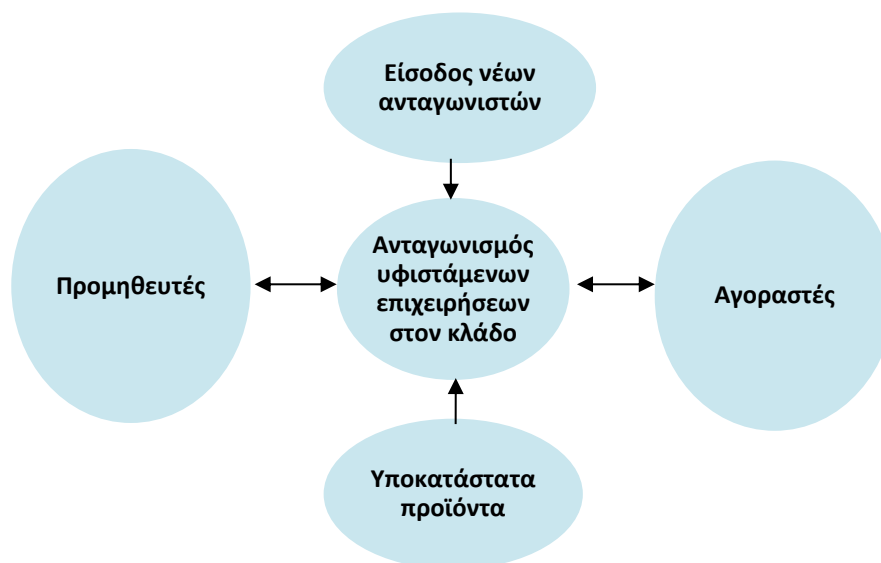 Είσοδος νέων
ανταγωνιστών
Προμηθευτές
Ανταγωνισμός
υφιστάμενων
επιχειρήσεων
στον κλάδο
Αγοραστές
Υποκατάστατα
προϊόντα